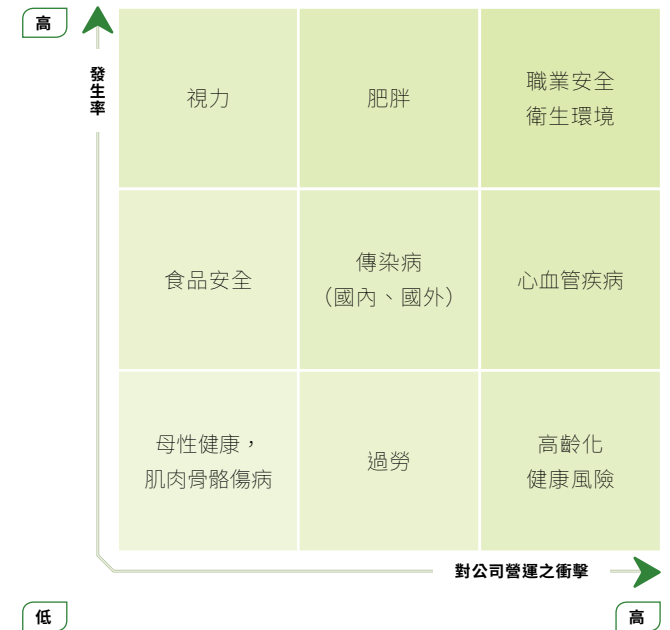 高
發生率
視力
肥胖
職業安全
衛生環境
食品安全
傳染病
（國內、國外）
心血管疾病
母性健康，
肌肉骨骼傷病
過勞
高齡化
健康風險
對公司營運之衝擊
低
高